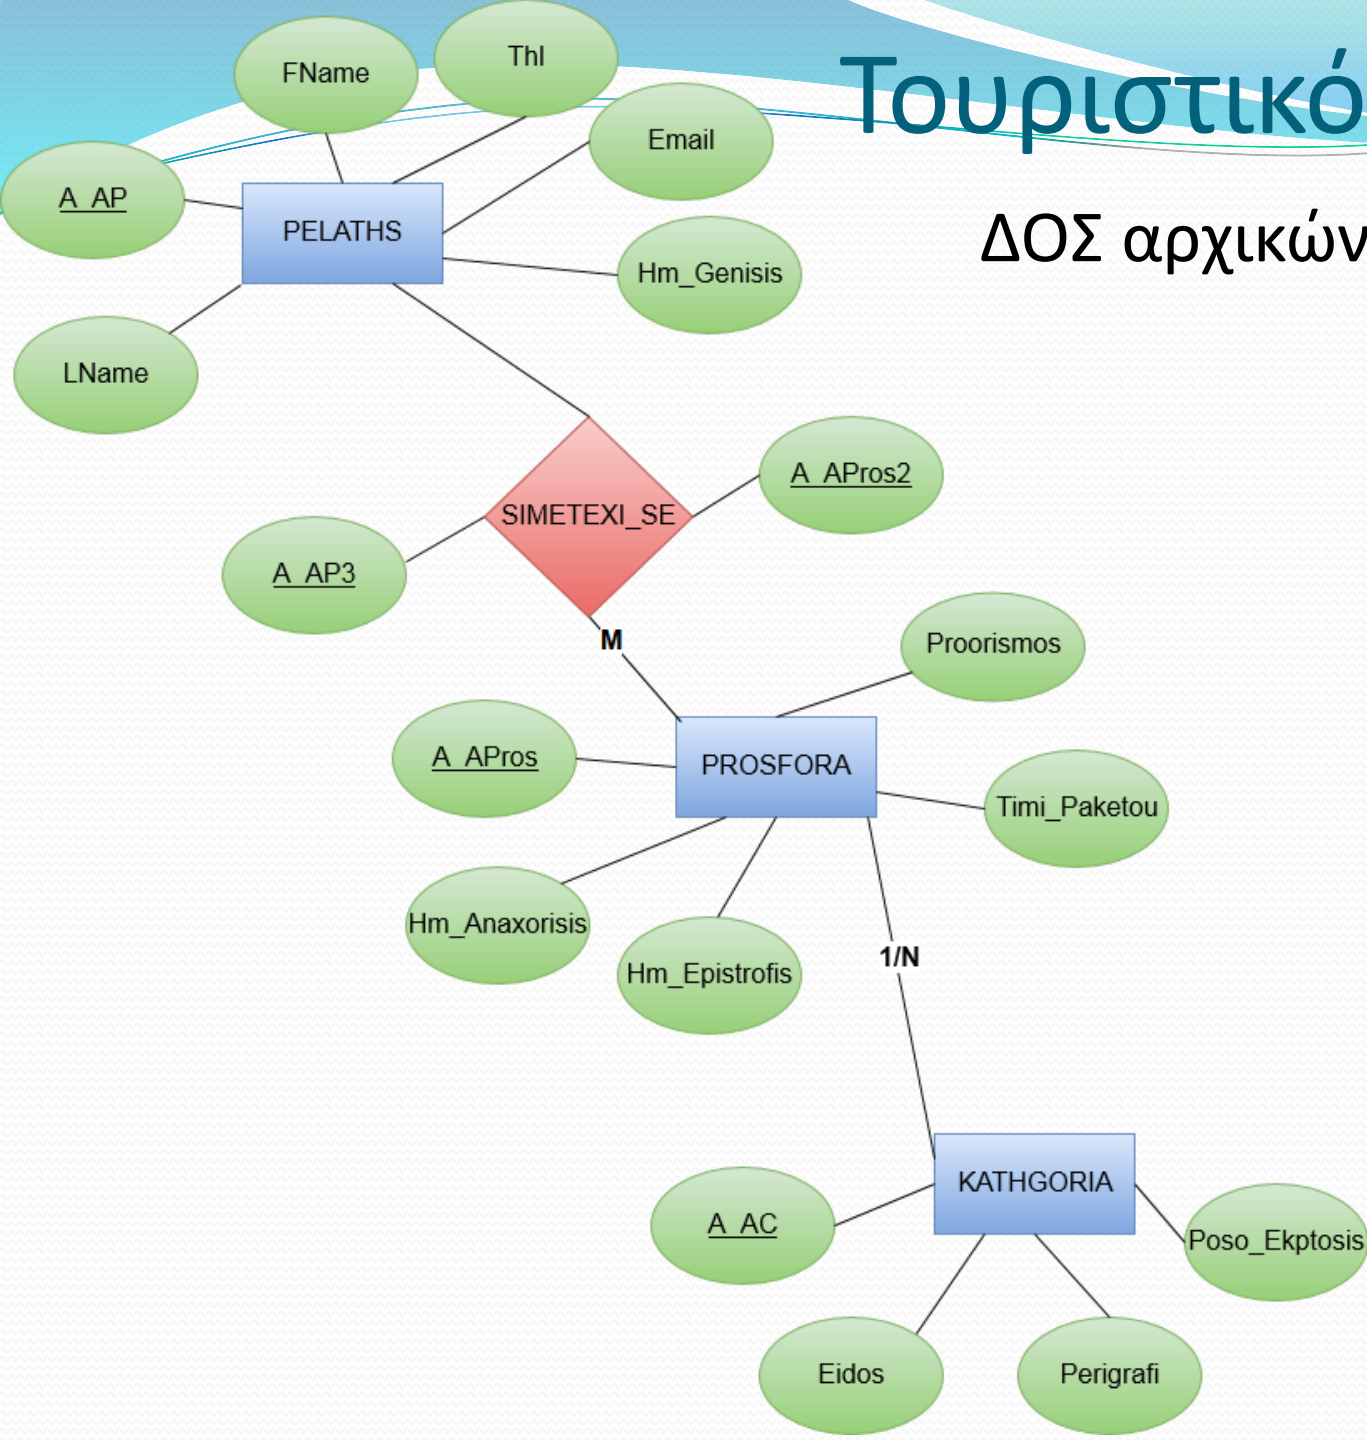 Τουριστικό
ΔΟΣ αρχικών
FName
Thl
Email
A_AP
PELATHS
Hm_Genisis
LName
A_APros2
SIMETEXI_SE
A_AP3
M
Proorismos
A_APros
PROSFORA
Timi_Paketou
Hm_Anaxorisis
1/N
Hm_Epistrofis
KATHGORIA
A_AC
Poso_Ekptosis
Eidos
Perigrafi